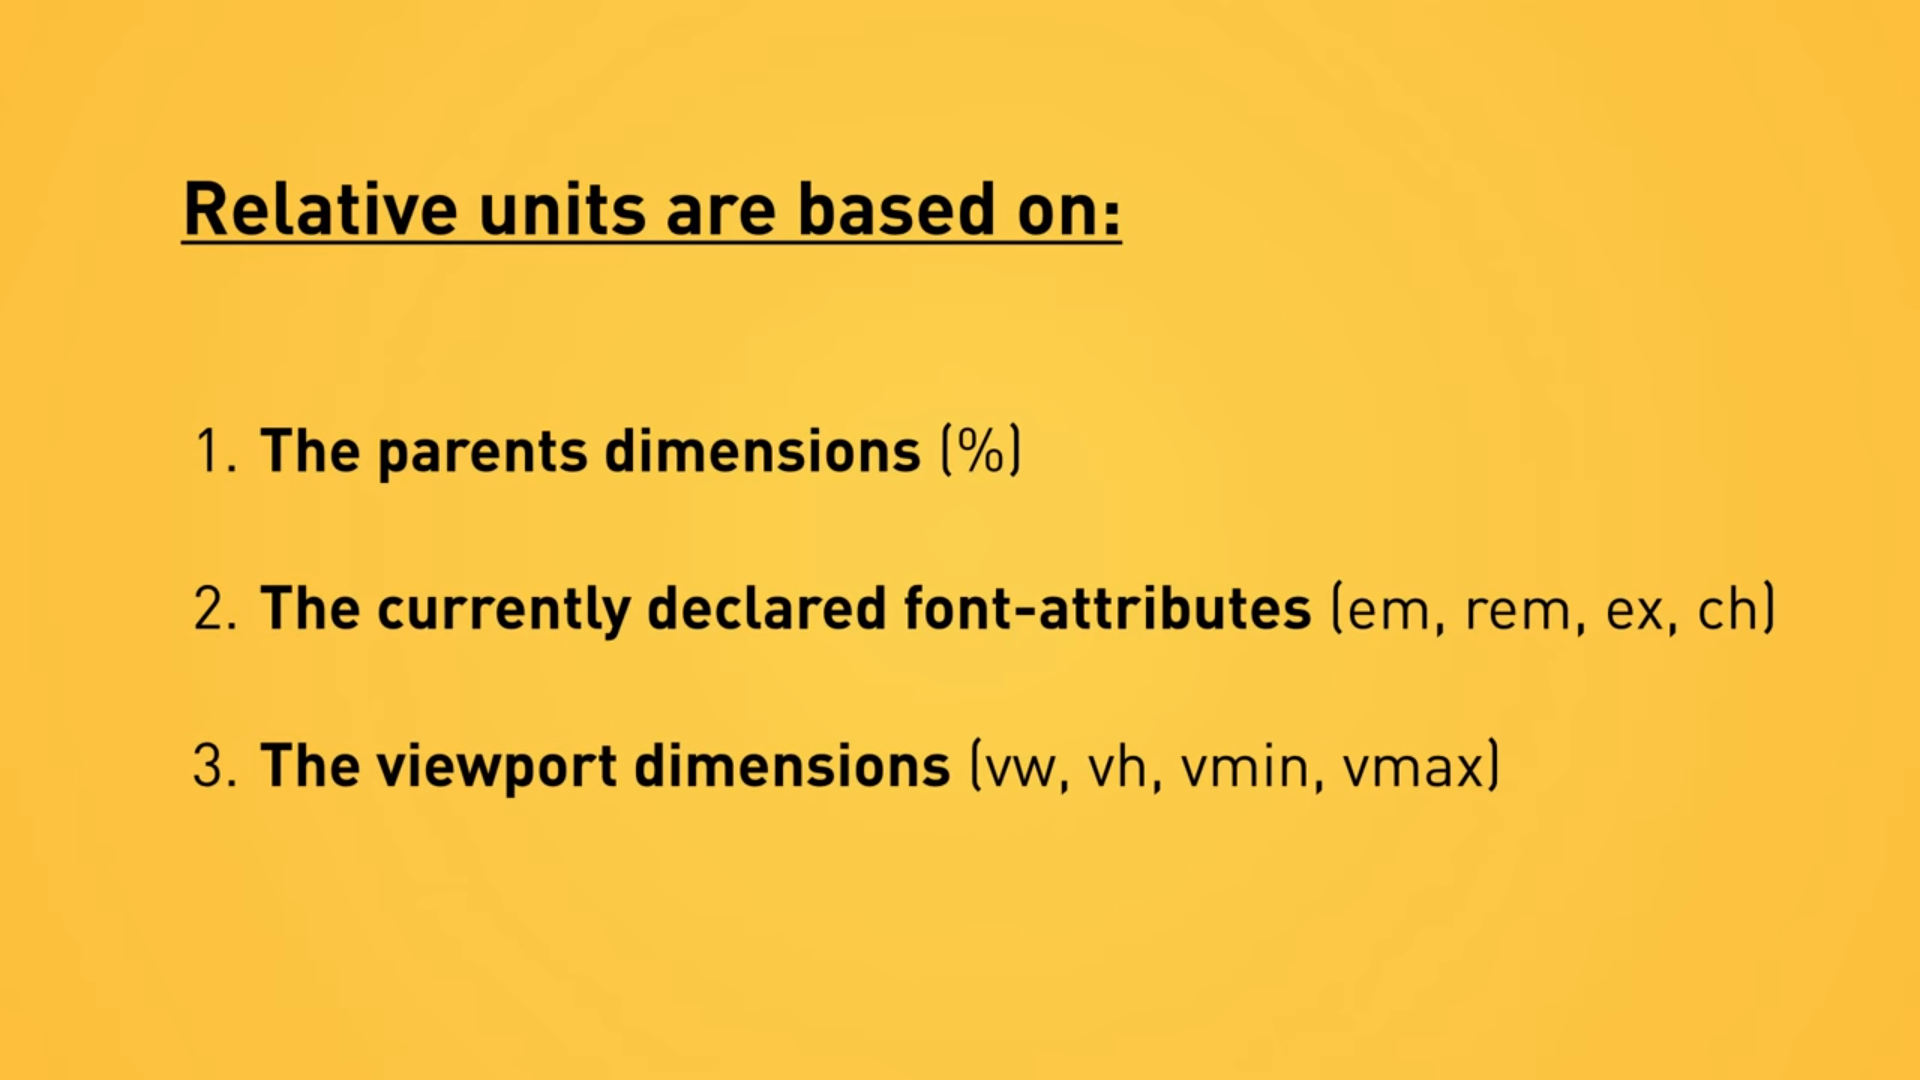 Relative units are based on:
1. The parents dimensions (%)
2. The currently declared font-attributes (em, rem, ex, ch)
3. The viewport dimensions (vw, vh, vmin, vmax)